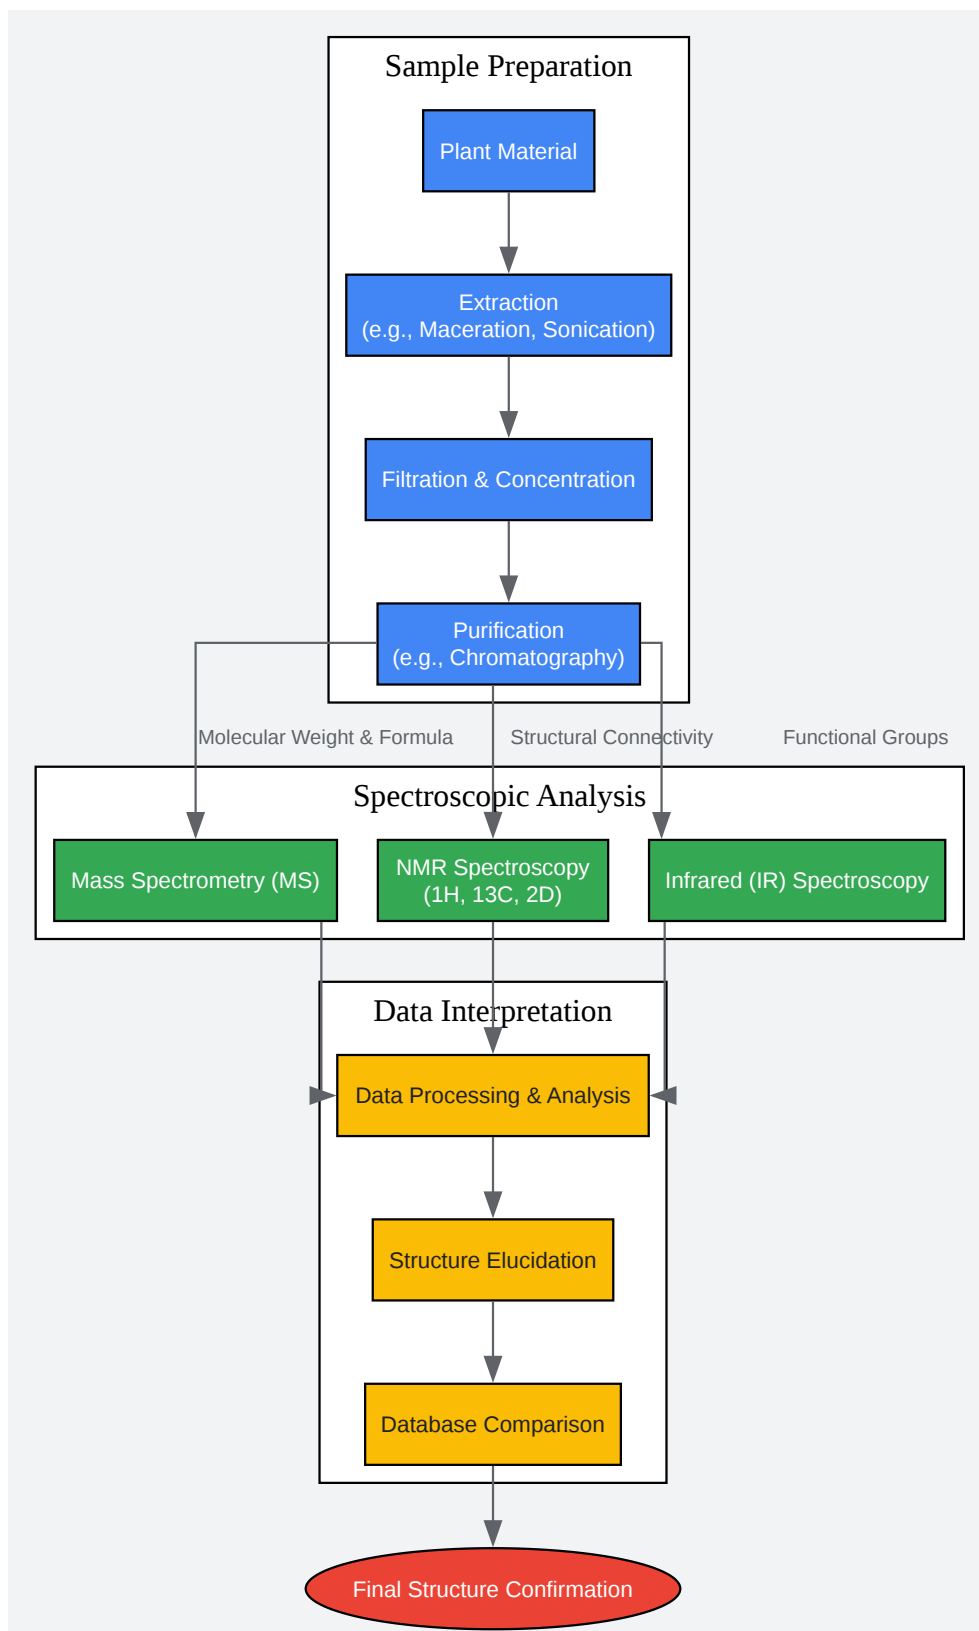 Sample Preparation
Plant Material
Extraction
(e.g., Maceration, Sonication)
Filtration & Concentration
Purification
(e.g., Chromatography)
Molecular Weight & Formula
Structural Connectivity
Functional Groups
Spectroscopic Analysis
Mass Spectrometry (MS)
NMR Spectroscopy
(1H, 13C, 2D)
Infrared (IR) Spectroscopy
Data Interpretation
Data Processing & Analysis
Structure Elucidation
Database Comparison
Final Structure Confirmation